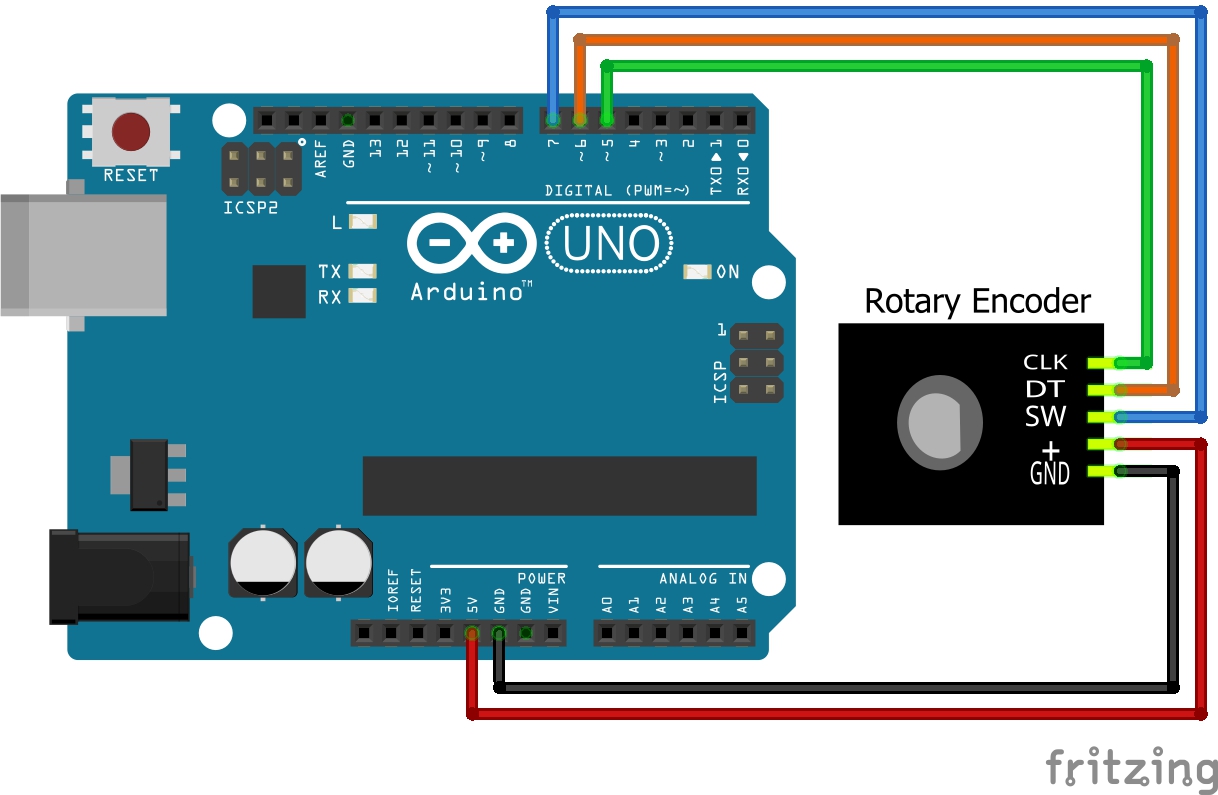 RESET
ICSP2
AREF
GND
13
12
~11
~10
~9
8
7
~6
~5
4
~3
2
TX0▶1
RX0◀0
DIGITAL (PWM=~)
L
TX
RX
UNO
Arduino™
ON
1
ICSP
Rotary Encoder
CLK
DT
SW
+
GND
IOREF
RESET
3V3
5V
GND
GND
VIN
POWER
ANALOG IN
A0
A1
A2
A3
A4
A5
fritzing